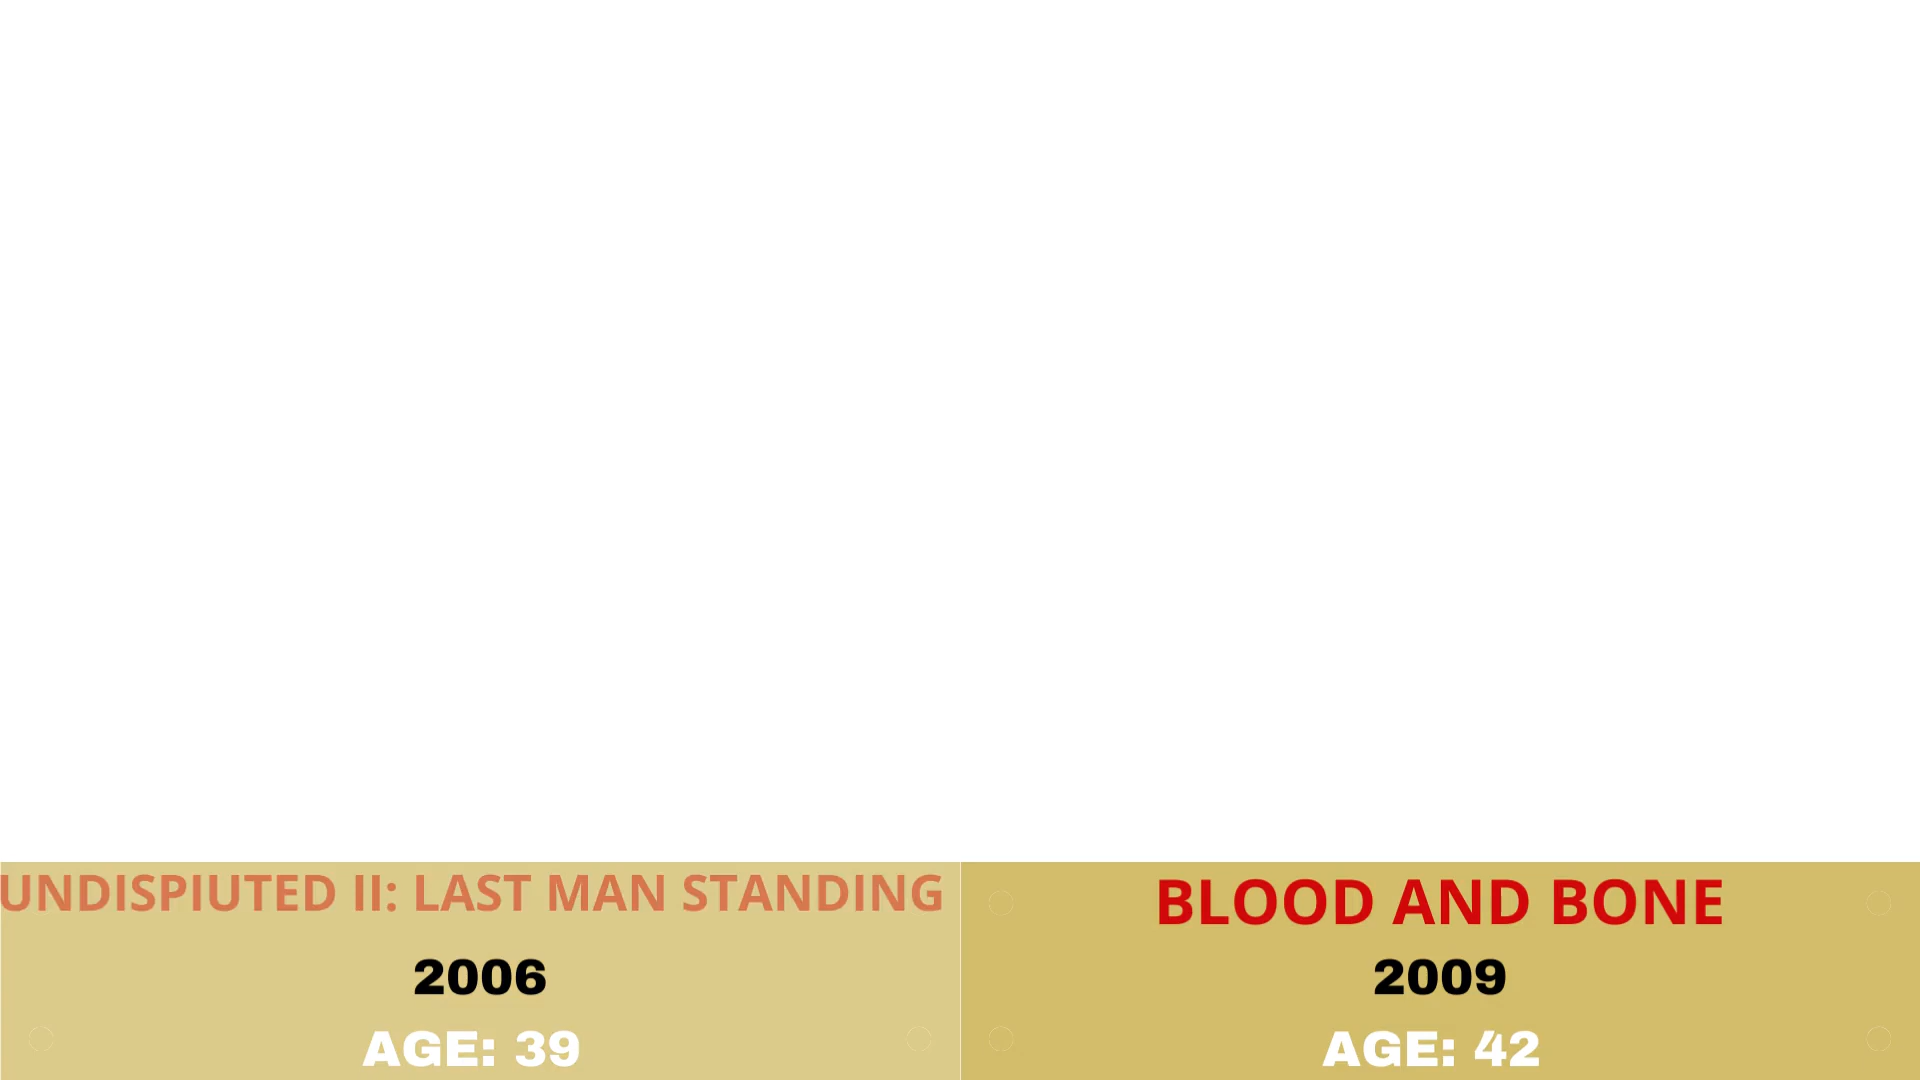 UNDISPIUTED II: LAST MAN STANDING
2006
AGE: 39
BLOOD AND BONE
2009
AGE: 42